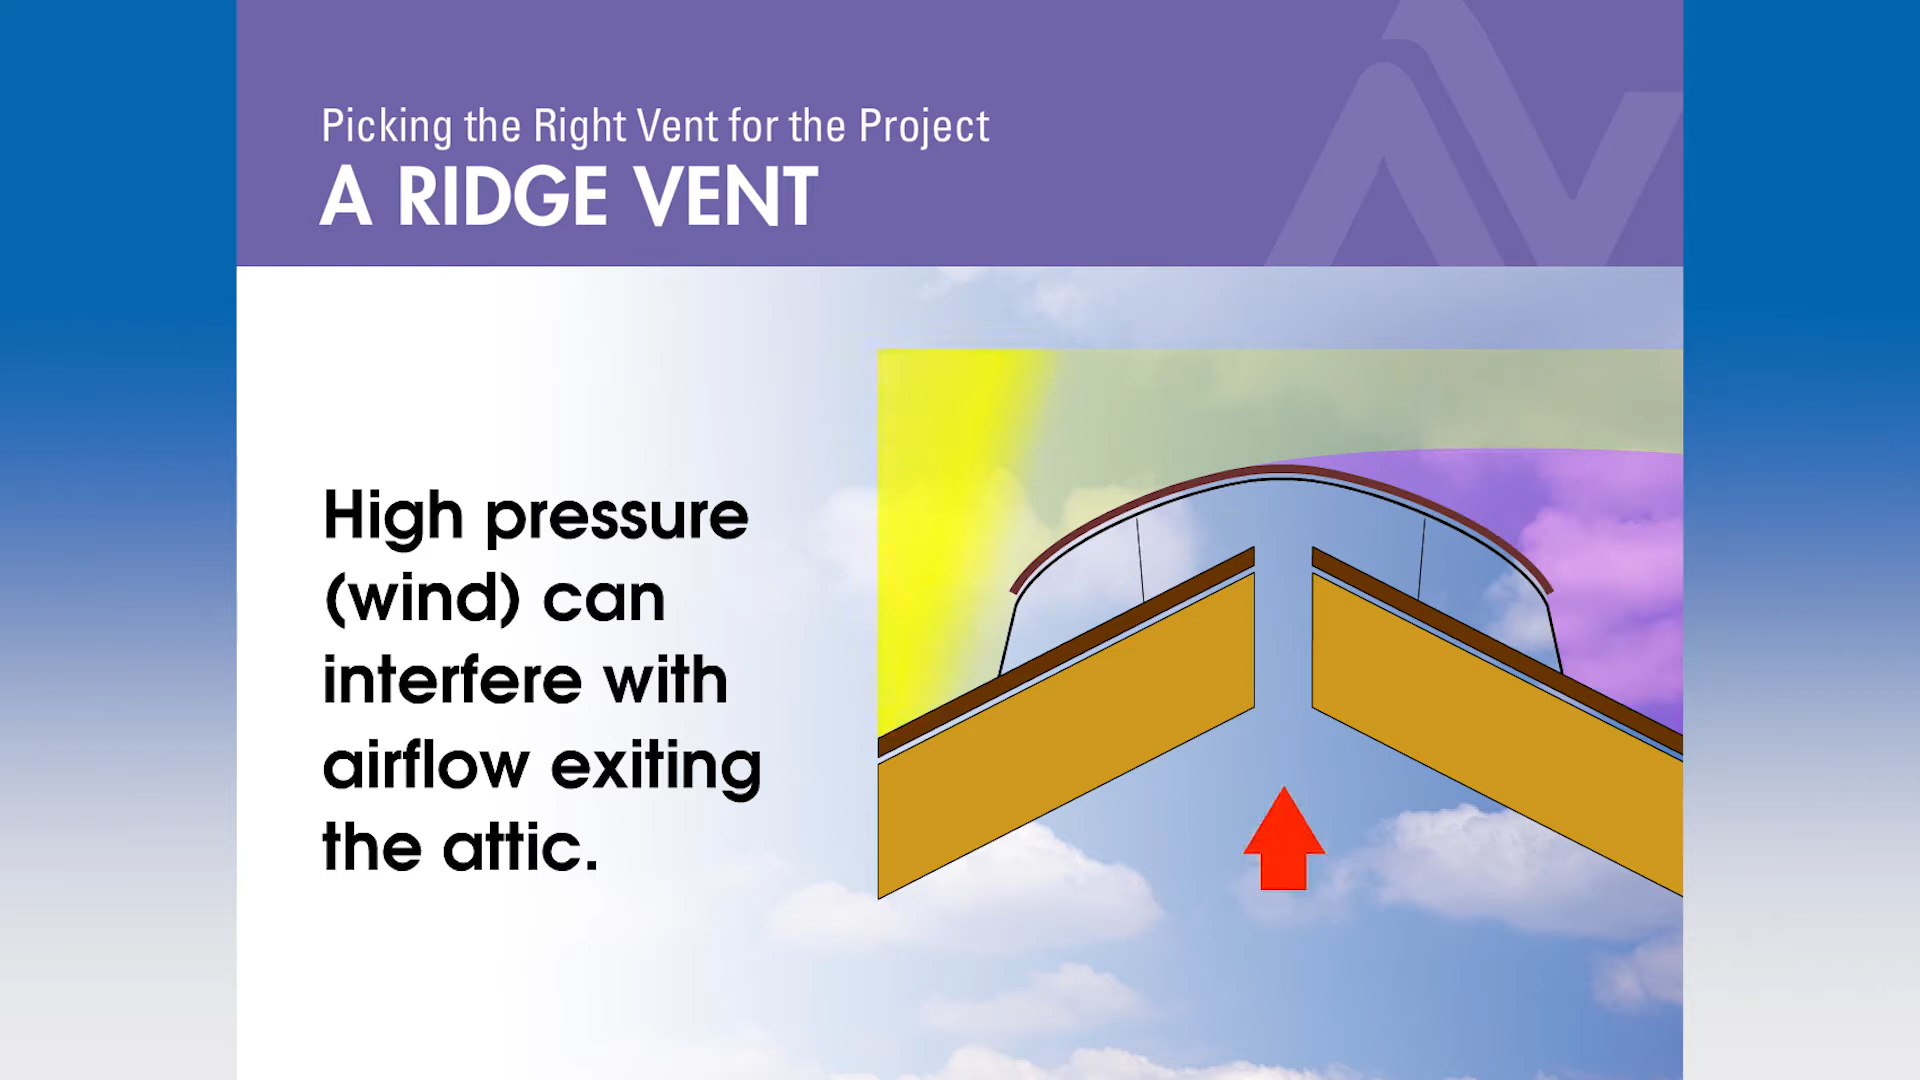 Picking the Right Vent for the Project
A RIDGE VENT
High pressure
(wind) can
interfere with
airflow exiting
the attic.